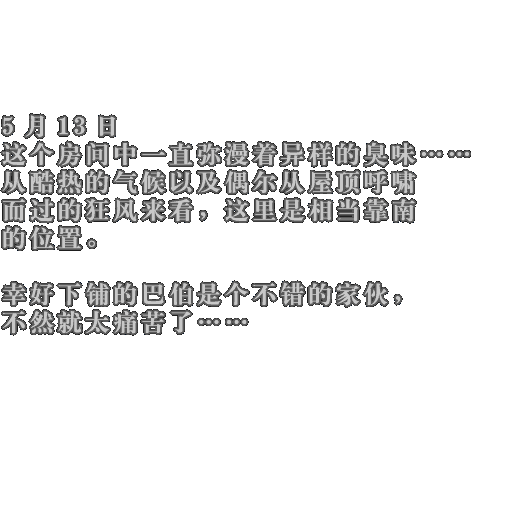 5 月 13 日
这个房间中一直弥漫着异样的臭味……
从酷热的气候以及偶尔从屋顶呼啸
而过的狂风来看，这里是相当靠南
的位置。
幸好下铺的巴伯是个不错的家伙，
不然就太痛苦了……